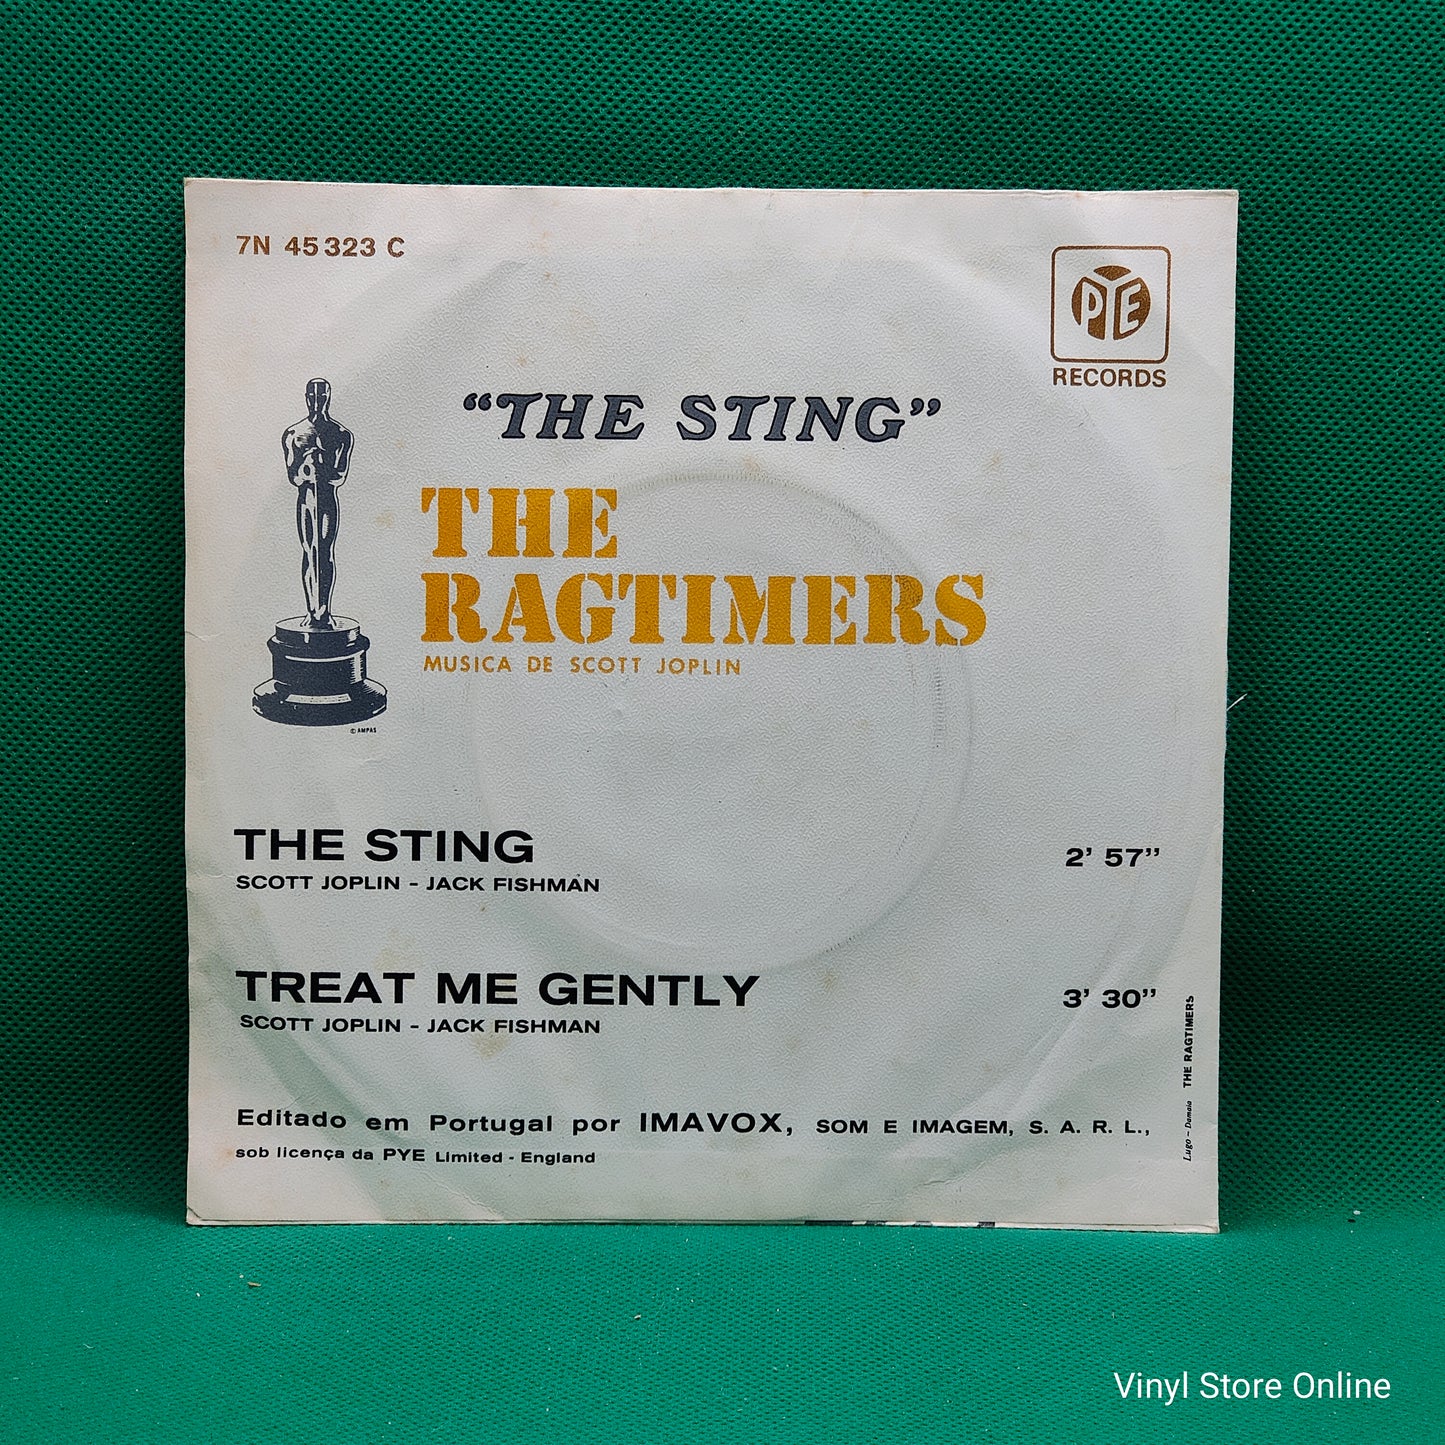 7N 45323 C
PYE
RECORDS
“THE STING”
THE
RAGTIMERS
MUSICA DE SCOTT JOPLIN
© AMPAS
THE STING 2’ 57’’
SCOTT JOPLIN – JACK FISHMAN
TREAT ME GENTLY 3’ 30’’
SCOTT JOPLIN – JACK FISHMAN
Editado em Portugal por IMAVOX, SOM E IMAGEM, S. A. R. L.,
sob licença da PYE Limited - England
Lugo – Damaia THE RAGTIMERS
Vinyl Store Online